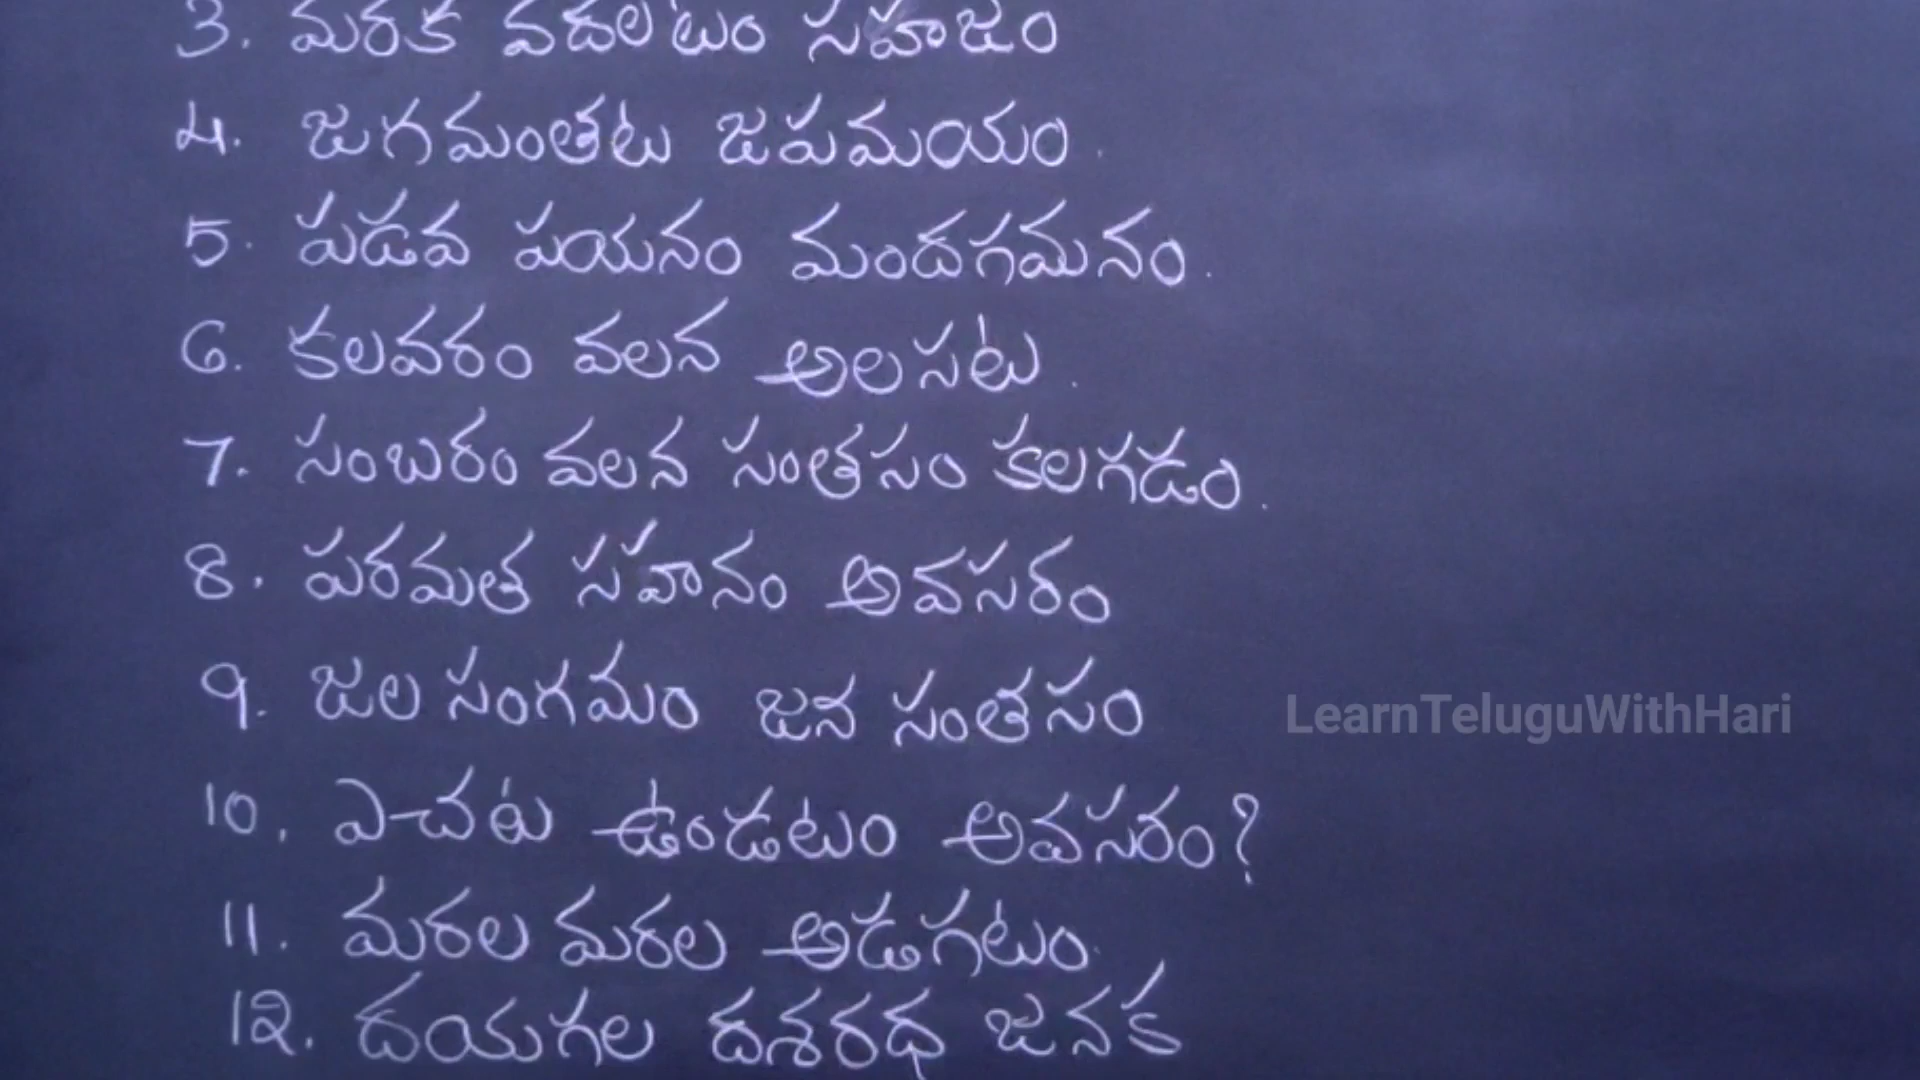 3. మరక వదలటం సహజం
4. జగమంతట జపమయం.
5. పడవ పయనం మందగమనం.
6. కలవరం వలన అలసట.
7. సంబరం వలన సంతసం కలగడం.
8. పరమత సహనం అవసరం
9. జల సంగమం జన సంతసం
LearnTeluguWithHari
10. ఎచట ఉండటం అవసరం?
11. మరల మరల అడగటం.
12. దయగల దశరథ జనక